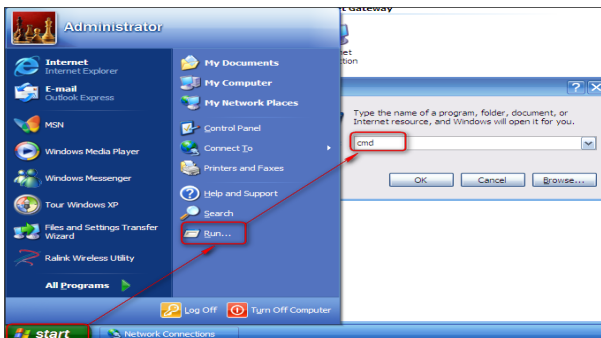 Administrator
Internet
Internet Explorer
E-mail
Outlook Express
MSN
Windows Media Player
Windows Messenger
Tour Windows XP
Files and Settings Transfer
Wizard
Ralink Wireless Utility
All Programs
My Documents
My Computer
My Network Places
Control Panel
Connect To
Printers and Faxes
Help and Support
Search
Run...
Log Off
Turn Off Computer
start
Network Connections
Gateway
Type the name of a program, folder, document, or
Internet resource, and Windows will open it for you.
cmd
OK
Cancel
Browse...